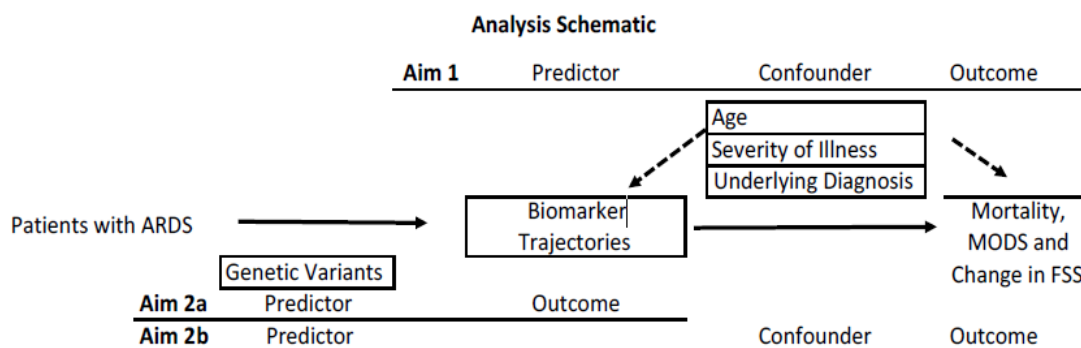 Analysis Schematic
Aim 1 Predictor Confounder Outcome
Age
Severity of Illness
Underlying Diagnosis
Patients with ARDS
Biomarker
Trajectories
Mortality,
MODS and
Change in FSS
Genetic Variants
Aim 2a Predictor Outcome
Aim 2b Predictor Confounder Outcome